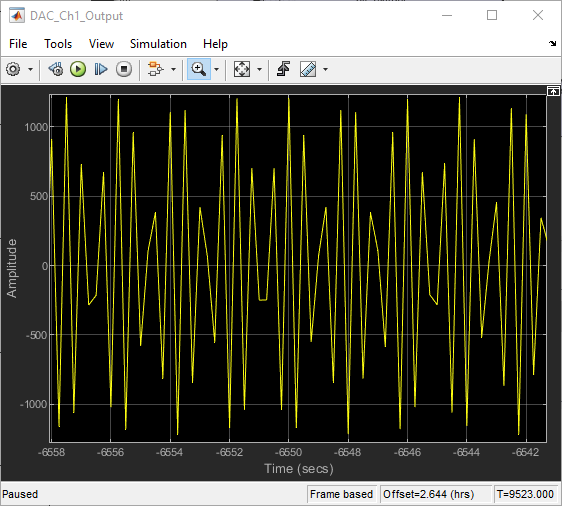 DAC_Ch1_Output
File Tools View Simulation Help
1000
500
0
-500
-1000
Amplitude
-6558 -6556 -6554 -6552 -6550 -6548 -6546 -6544 -6542
Time (secs)
Paused Frame based Offset=2.644 (hrs) T=9523.000